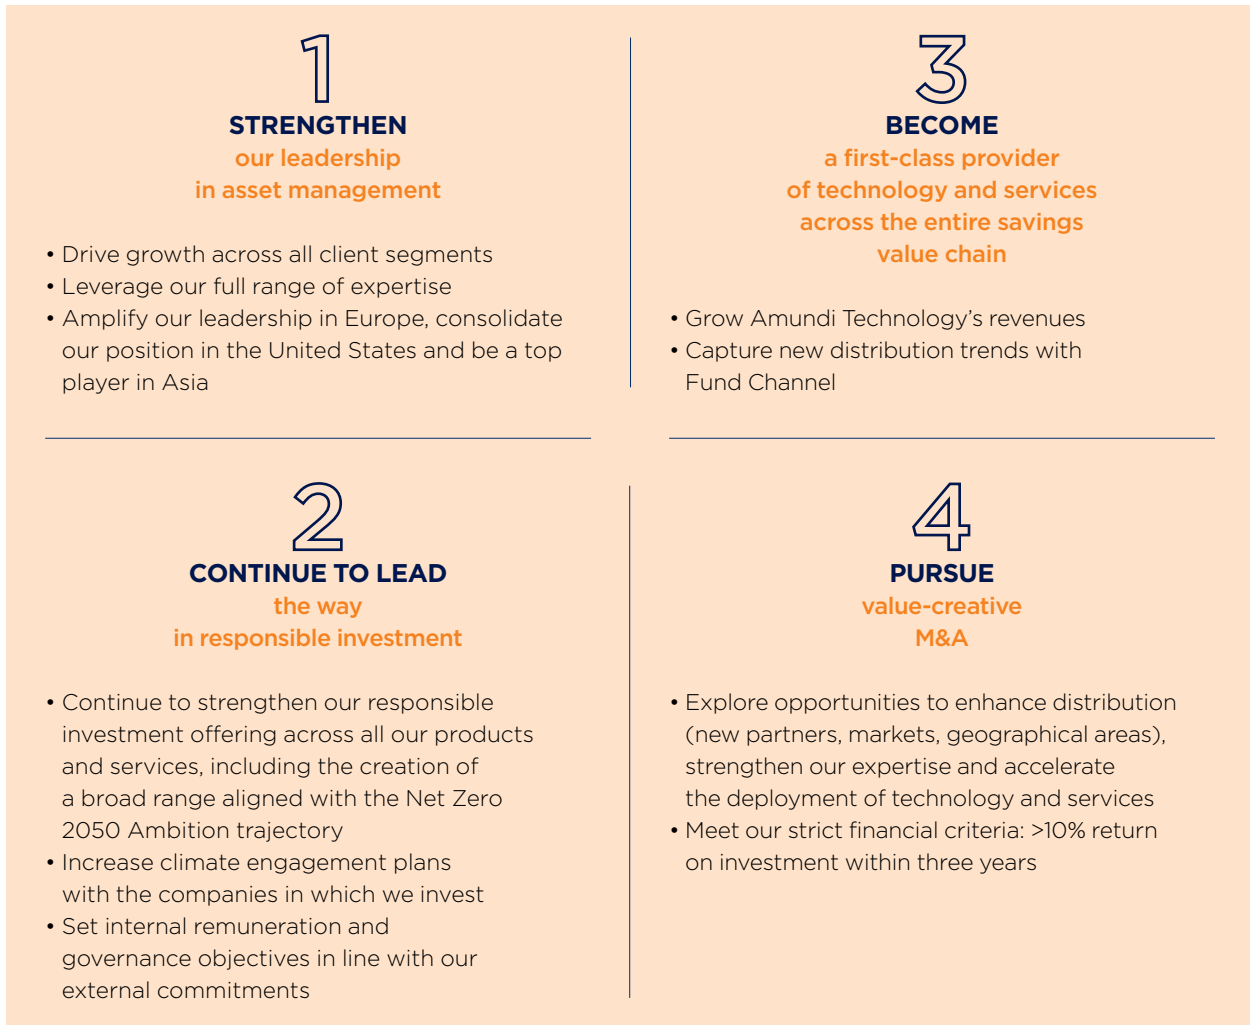 1
STRENGTHEN
our leadership
in asset management
• Drive growth across all client segments
• Leverage our full range of expertise
• Amplify our leadership in Europe, consolidate
our position in the United States and be a top
player in Asia
2
CONTINUE TO LEAD
the way
in responsible investment
• Continue to strengthen our responsible
investment offering across all our products
and services, including the creation of
a broad range aligned with the Net Zero
2050 Ambition trajectory
• Increase climate engagement plans
with the companies in which we invest
• Set internal remuneration and
governance objectives in line with our
external commitments
3
BECOME
a first-class provider
of technology and services
across the entire savings
value chain
• Grow Amundi Technology’s revenues
• Capture new distribution trends with
Fund Channel
4
PURSUE
value-creative
M&A
• Explore opportunities to enhance distribution
(new partners, markets, geographical areas),
strengthen our expertise and accelerate
the deployment of technology and services
• Meet our strict financial criteria: >10% return
on investment within three years